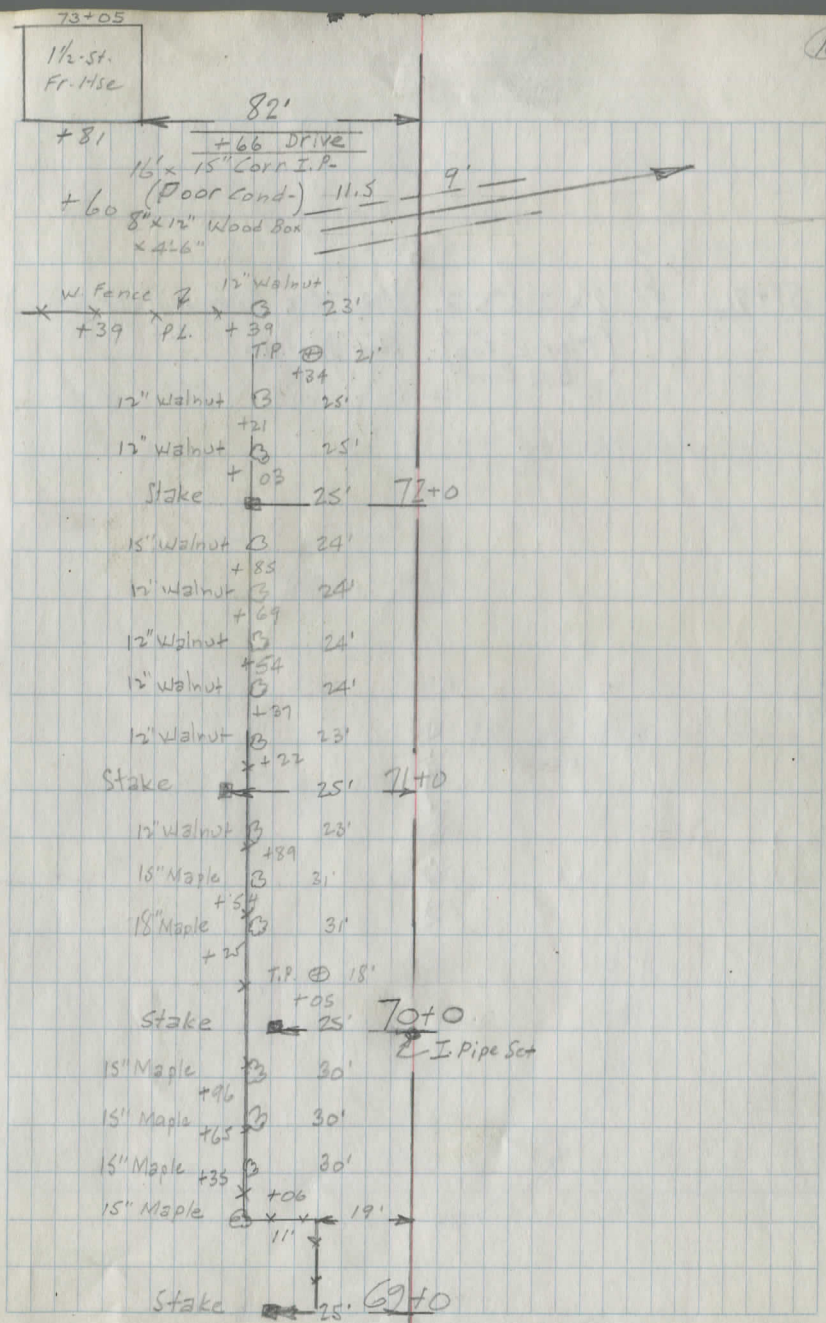 73+05
1½-St.
Fr. Hse
82'
+81
+66 Drive
16' x 15" Corr. I.P.-
(Poor Cond-) 11.5 9'
+60
8" x 12" Wood Box
x 4'-6"
W. Fence 12" Walnut
23'
+39 P.L. +39
T.P. 21'
+34
12" Walnut 25'
+21
12" Walnut 25'
+03
Stake 25' 72+0
15" Walnut 24'
+85
12" Walnut 24'
+69
12" Walnut 24'
+54
12" Walnut 24'
+37
12" Walnut 23'
+22
Stake 25' 71+0
12" Walnut 23'
+89
15" Maple 31'
+54
18" Maple 31'
+25
T.P. 18'
+05
Stake 25' 70+0
I. Pipe Set
15" Maple 30'
+96
15" Maple 30'
+65
15" Maple 30'
+35
+06
15" Maple 19'
11'
Stake 25' 69+0